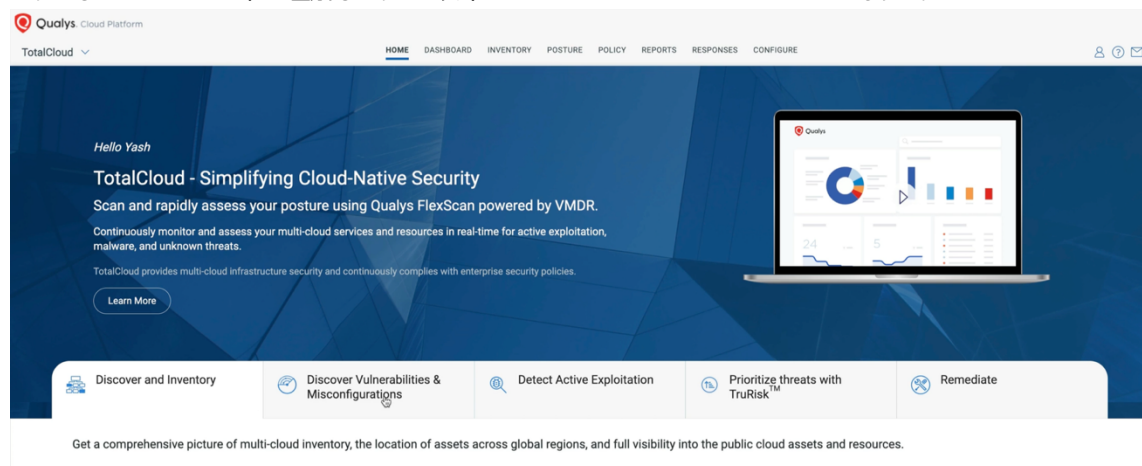 Qualys. Cloud Platform
TotalCloud
HOME DASHBOARD INVENTORY POSTURE POLICY REPORTS RESPONSES CONFIGURE
Hello Yash
TotalCloud - Simplifying Cloud-Native Security
Scan and rapidly assess your posture using Qualys FlexScan powered by VMDR.
Continuously monitor and assess your multi-cloud services and resources in real-time for active exploitation,
malware, and unknown threats.
TotalCloud provides multi-cloud infrastructure security and continuously complies with enterprise security policies.
Learn More
Qualys
24
5
Discover and Inventory
Discover Vulnerabilities &
Misconfigurations
Detect Active Exploitation
Prioritize threats with
TruRisk™
Remediate
Get a comprehensive picture of multi-cloud inventory, the location of assets across global regions, and full visibility into the public cloud assets and resources.